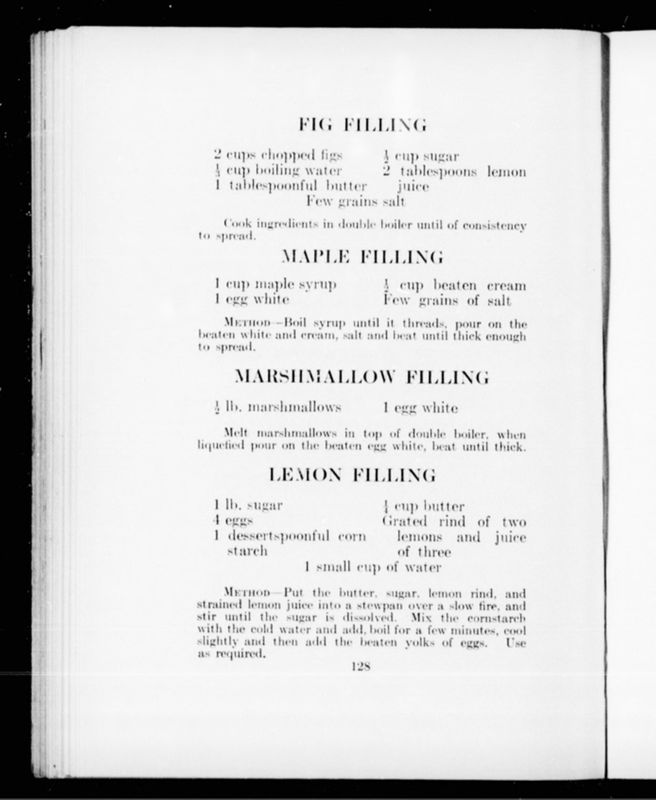 FIG FILLING
2 cups chopped figs ½ cup sugar
cup boiling water 2 tablespoons lemon
1 tablespoonful butter juice
Few grains salt
Cook ingredients in double boiler until of consistency
to spread.
MAPLE FILLING
1 cup maple syrup ½ cup beaten cream
1 egg white Few grains of salt
METHOD—Boil syrup until it threads, pour on the
beaten white and cream, salt and beat until thick enough
to spread.
MARSHMALLOW FILLING
½ lb. marshmallows 1 egg white
Melt marshmallows in top of double boiler, when
liquefied pour on the beaten egg white, beat until thick.
LEMON FILLING
1 lb. sugar cup butter
4 eggs Grated rind of two
1 dessertspoonful corn lemons and juice
starch of three
1 small cup of water
METHOD—Put the butter, sugar, lemon rind, and
strained lemon juice into a stewpan over a slow fire, and
stir until the sugar is dissolved. Mix the cornstarch
with the cold water and add, boil for a few minutes, cool
slightly and then add the beaten yolks of eggs. Use
as required.
128